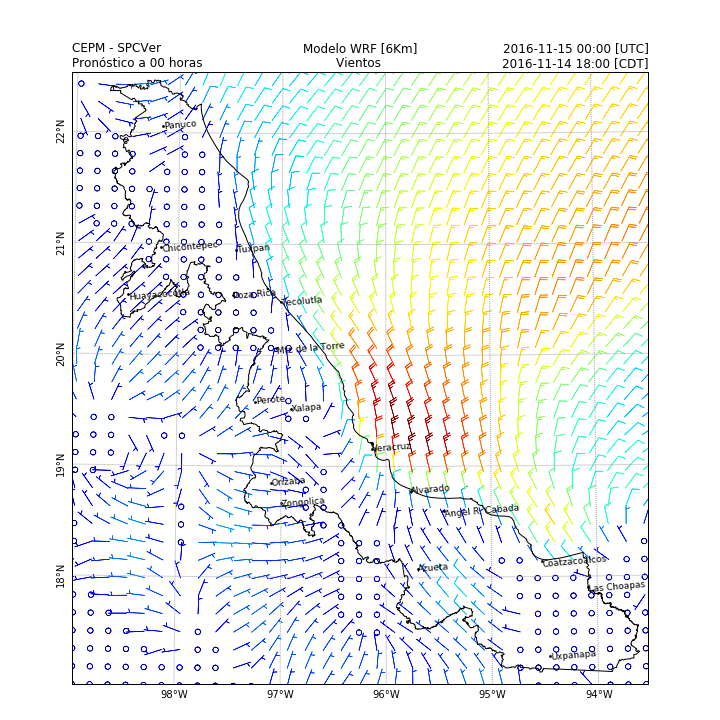 CEPM - SPCVer Modelo WRF [6Km] 2016-11-15 00:00 [UTC]
Pronóstico a 00 horas Vientos 2016-11-14 18:00 [CDT]
22°N
Panuco
21°N
Chicontepec Tuxpan
Huayacocotla Poza Rica Tecolutla
20°N
Mtz de la Torre
Perote Xalapa
19°N
Veracruz
Orizaba Alvarado
Zongolica Angel R. Cabada
18°N
Azueta Coatzacoalcos
Las Choapas
Uxpanapa
98°W 97°W 96°W 95°W 94°W